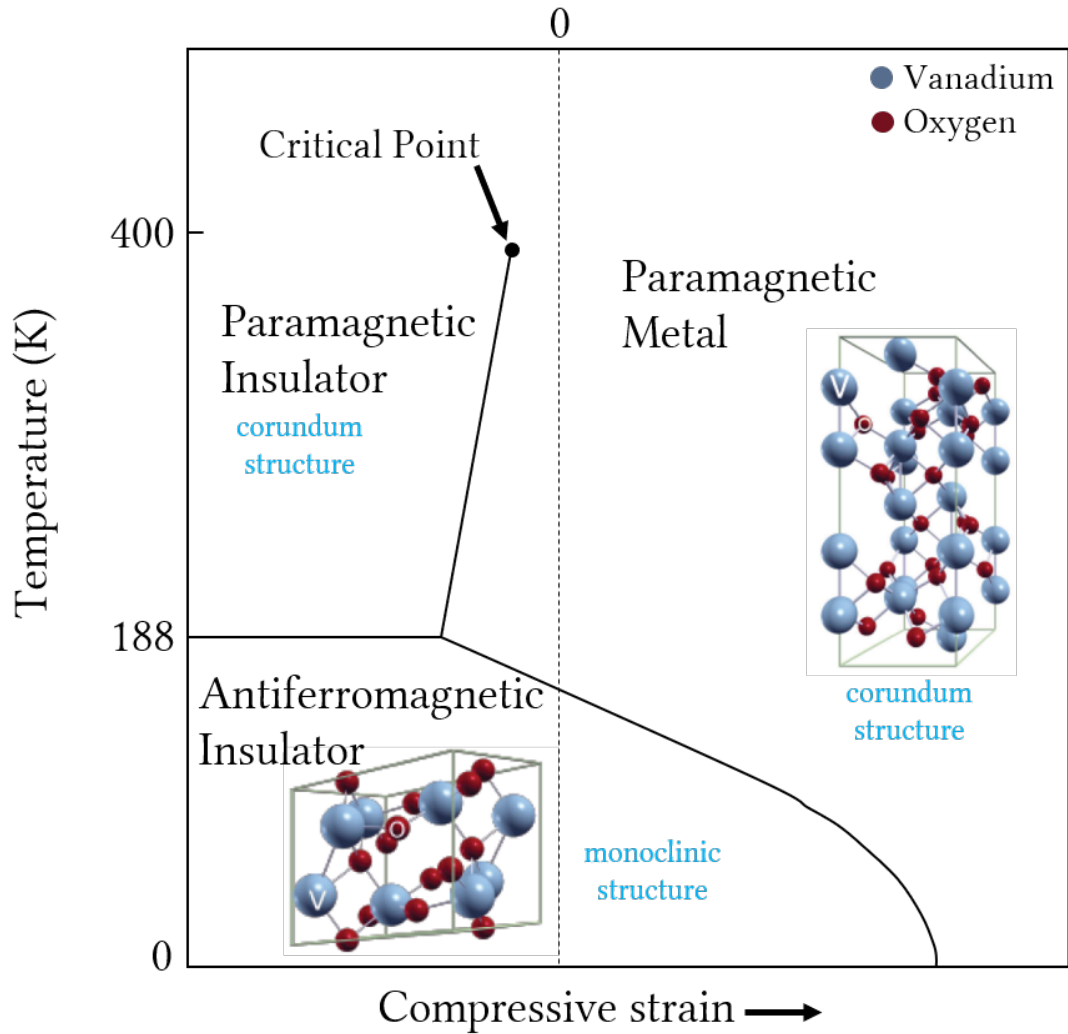 0
Vanadium
Oxygen
Critical Point
400
Paramagnetic
Metal
Paramagnetic
Insulator
corundum
structure
V
O
Temperature (K)
188
corundum
structure
Antiferromagnetic
Insulator
O
V
monoclinic
structure
0
Compressive strain